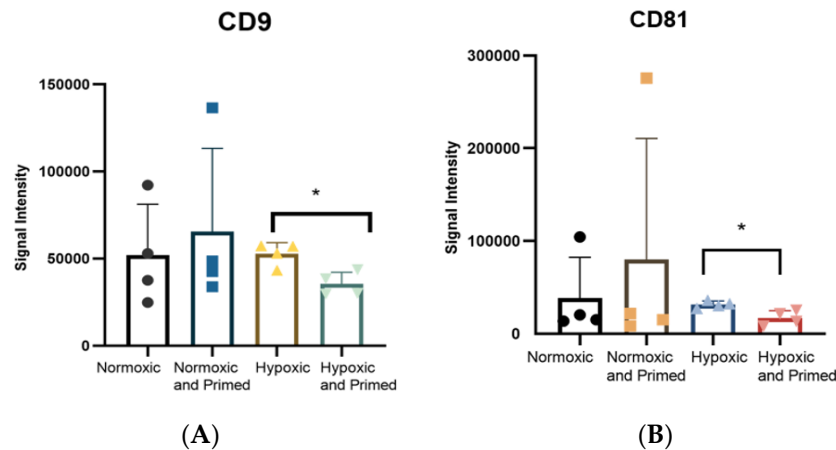 CD9
150000
100000
50000
0
Signal Intensity
*
Normoxic
Normoxic
and Primed
Hypoxic
Hypoxic
and Primed
(A)
CD81
300000
200000
100000
0
Signal Intensity
*
Normoxic
Normoxic
and Primed
Hypoxic
Hypoxic
and Primed
(B)